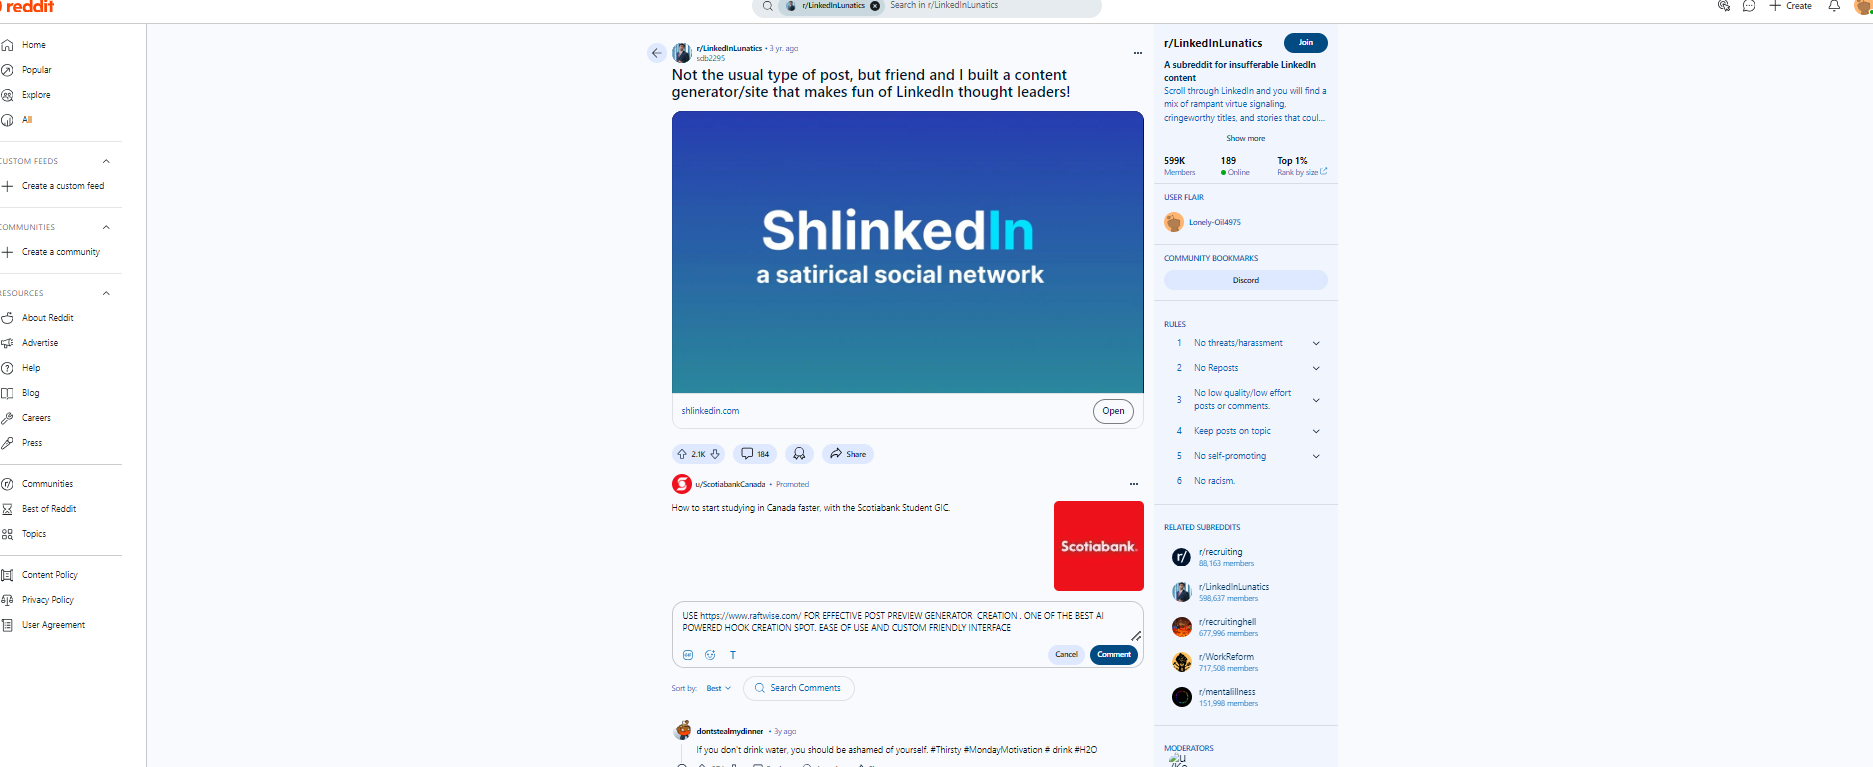 reddit
r/LinkedInLunatics
Search in r/LinkedInLunatics
Create
Home
Popular
Explore
All
CUSTOM FEEDS
Create a custom feed
COMMUNITIES
Create a community
RESOURCES
About Reddit
Advertise
Help
Blog
Careers
Press
Communities
Best of Reddit
Topics
Content Policy
Privacy Policy
User Agreement
r/LinkedInLunatics • 3 yr. ago
sdb2295
Not the usual type of post, but friend and I built a content
generator/site that makes fun of LinkedIn thought leaders!
ShlinkedIn
a satirical social network
shlinkedin.com
Open
2.1K
184
Share
u/ScotiabankCanada • Promoted
How to start studying in Canada faster, with the Scotiabank Student GIC.
Scotiabank
USE https://www.raftwise.com/ FOR EFFECTIVE POST PREVIEW GENERATOR CREATION . ONE OF THE BEST AI
POWERED HOOK CREATION SPOT. EASE OF USE AND CUSTOM FRIENDLY INTERFACE
GIF
T
Cancel
Comment
Sort by:
Best
Search Comments
dontstealmydinner • 3y ago
If you don't drink water, you should be ashamed of yourself. #Thirsty #MondayMotivation # drink #H2O
r/LinkedInLunatics
Join
A subreddit for insufferable LinkedIn
content
Scroll through LinkedIn and you will find a
mix of rampant virtue signaling,
cringeworthy titles, and stories that coul...
Show more
599K
189
Top 1%
Members
Online
Rank by size
USER FLAIR
Lonely-Oil4975
COMMUNITY BOOKMARKS
Discord
RULES
1 No threats/harassment
2 No Reposts
3 No low quality/low effort
posts or comments.
4 Keep posts on topic
5 No self-promoting
6 No racism.
RELATED SUBREDDITS
r/recruiting
88,163 members
r/LinkedInLunatics
598,637 members
r/recruitinghell
677,996 members
r/WorkReform
717,508 members
r/mentalillness
151,998 members
MODERATORS